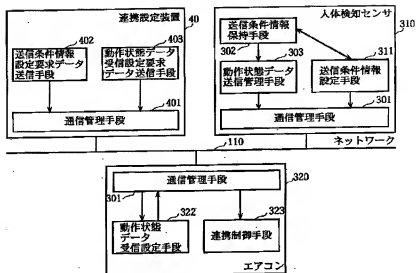 連携設定装置
40
402
送信条件情報
設定要求データ
送信手段
403
動作状態データ
受信設定要求
データ送信手段
401
通信管理手段
人体検知センサ
310
送信条件情報
保持手段
302
303
311
動作状態データ
送信管理手段
送信条件情報
設定手段
301
通信管理手段
110
ネットワーク
320
通信管理手段
301
322
323
動作状態
データ
受信設定手段
連携制御手段
エアコン